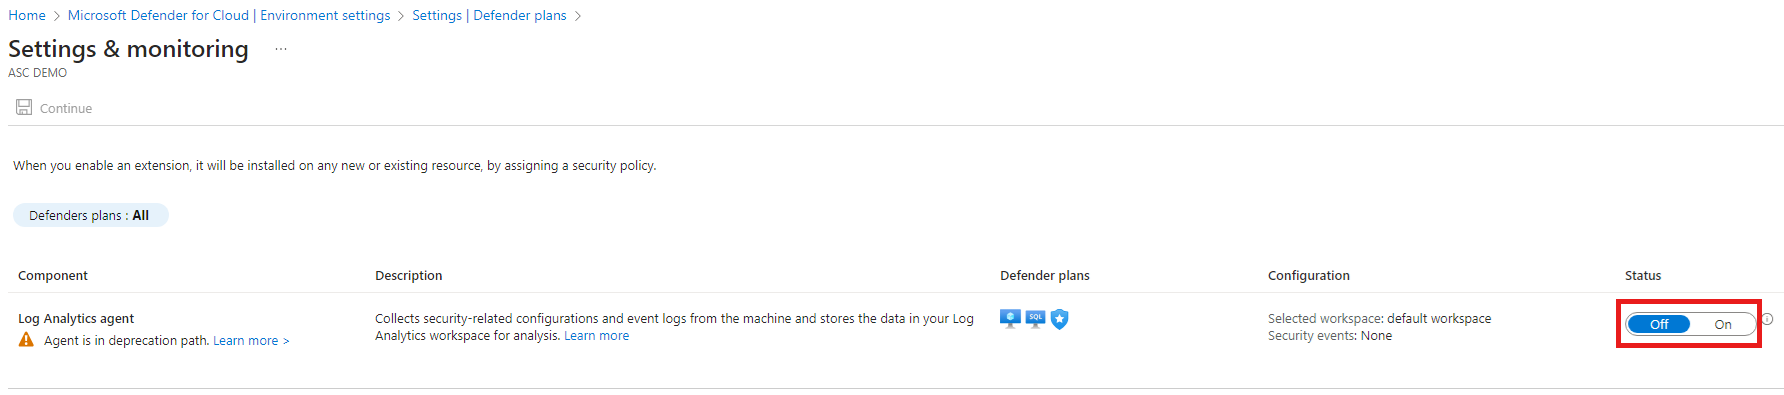 Home > Microsoft Defender for Cloud | Environment settings > Settings | Defender plans >
Settings & monitoring ...
ASC DEMO
Continue
When you enable an extension, it will be installed on any new or existing resource, by assigning a security policy.
Defenders plans : All
Component Description Defender plans Configuration Status
Log Analytics agent
Agent is in deprecation path. Learn more >
Collects security-related configurations and event logs from the machine and stores the data in your Log
Analytics workspace for analysis. Learn more
SQL
Selected workspace: default workspace
Security events: None
Off On